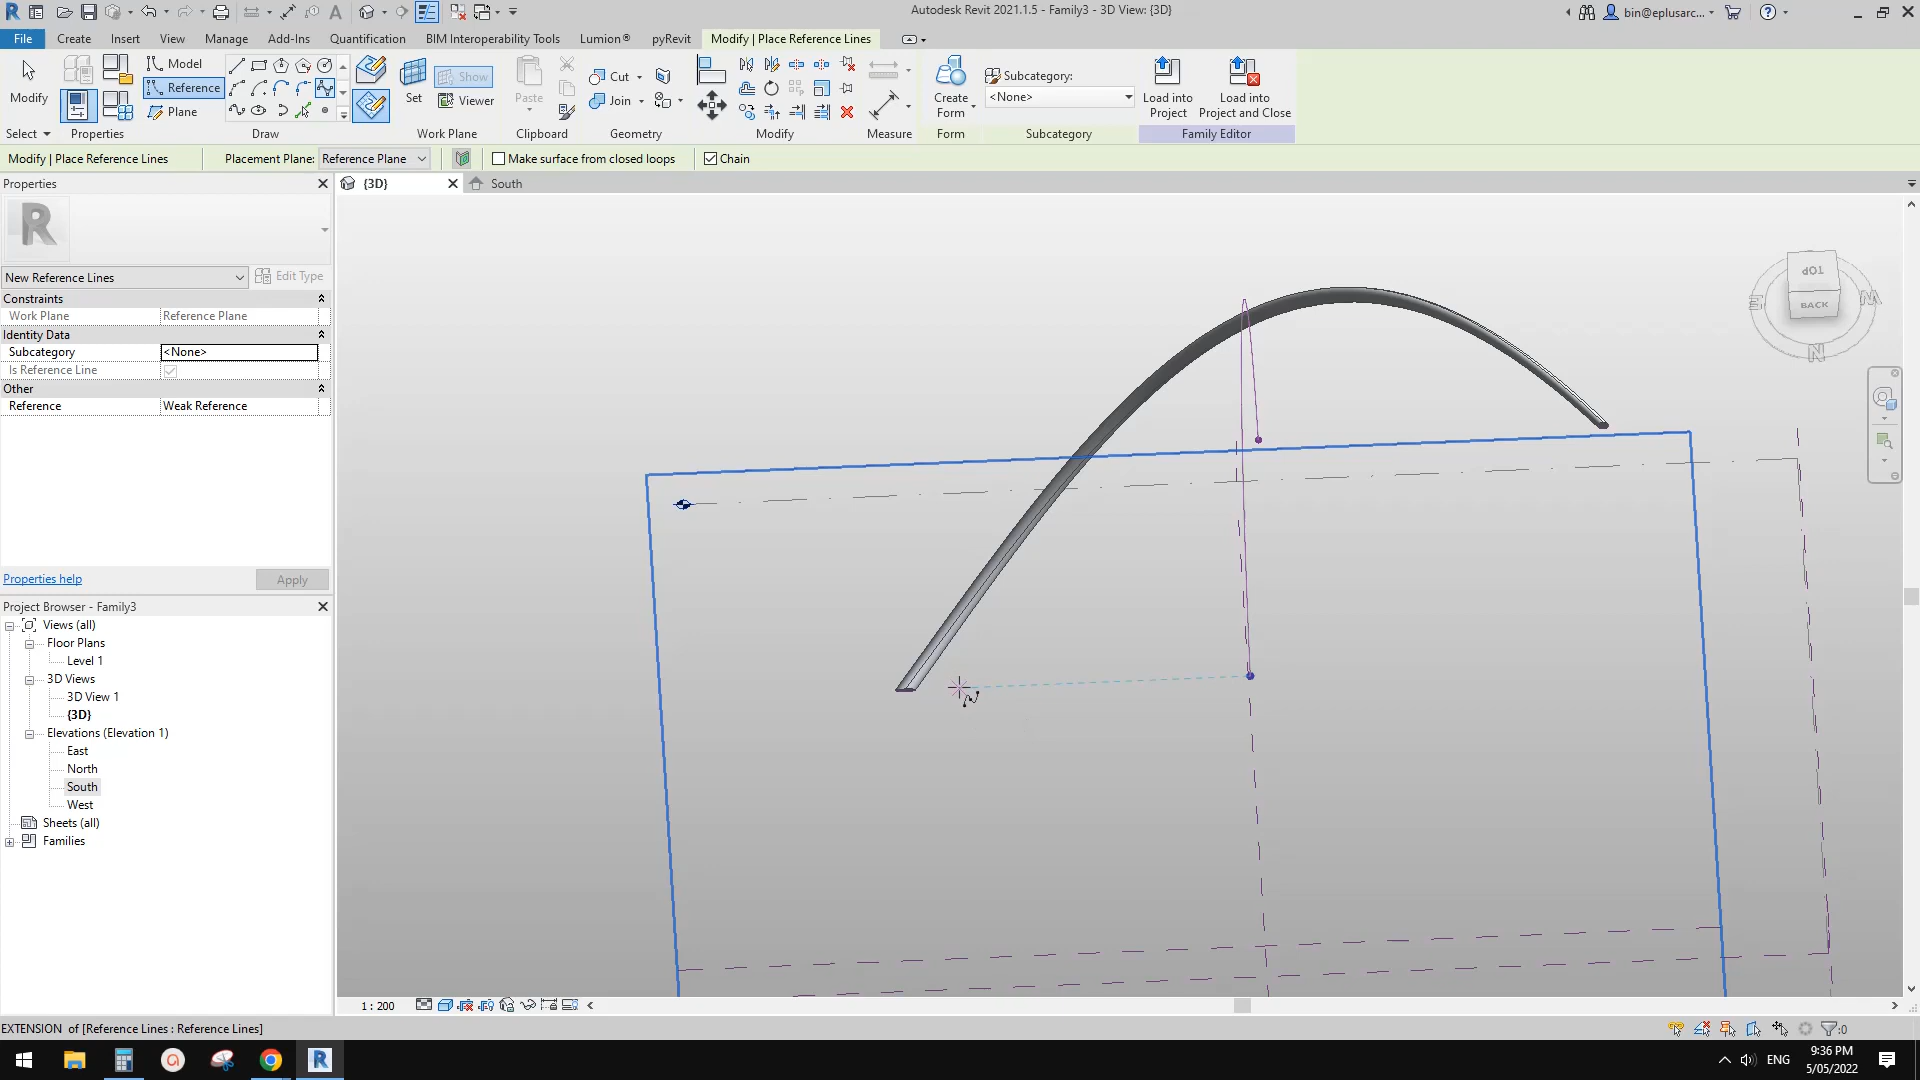 Autodesk Revit 2021.1.5 - Family3 - 3D View: {3D}
bin@eplusarc...
File Create Insert View Manage Add-Ins Quantification BIM Interoperability Tools Lumion® pyRevit Modify | Place Reference Lines
Modify
Model
Reference
Plane
Set
Show
Viewer
Paste
Cut
Join
Create
Form
Subcategory:
<None>
Load into
Project
Load into
Project and Close
Select Properties Draw Work Plane Clipboard Geometry Modify Measure Form Subcategory Family Editor
Modify | Place Reference Lines Placement Plane: Reference Plane Make surface from closed loops Chain
Properties
{3D}
South
R
New Reference Lines
Edit Type
Constraints
Work Plane Reference Plane
Identity Data
Subcategory <None>
Is Reference Line
Other
Reference Weak Reference
Properties help
Apply
TOP
BACK
E
N
Project Browser - Family3
Views (all)
Floor Plans
Level 1
3D Views
3D View 1
{3D}
Elevations (Elevation 1)
East
North
South
West
Sheets (all)
Families
1 : 200
EXTENSION of [Reference Lines : Reference Lines]
:0
ENG
9:36 PM
5/05/2022